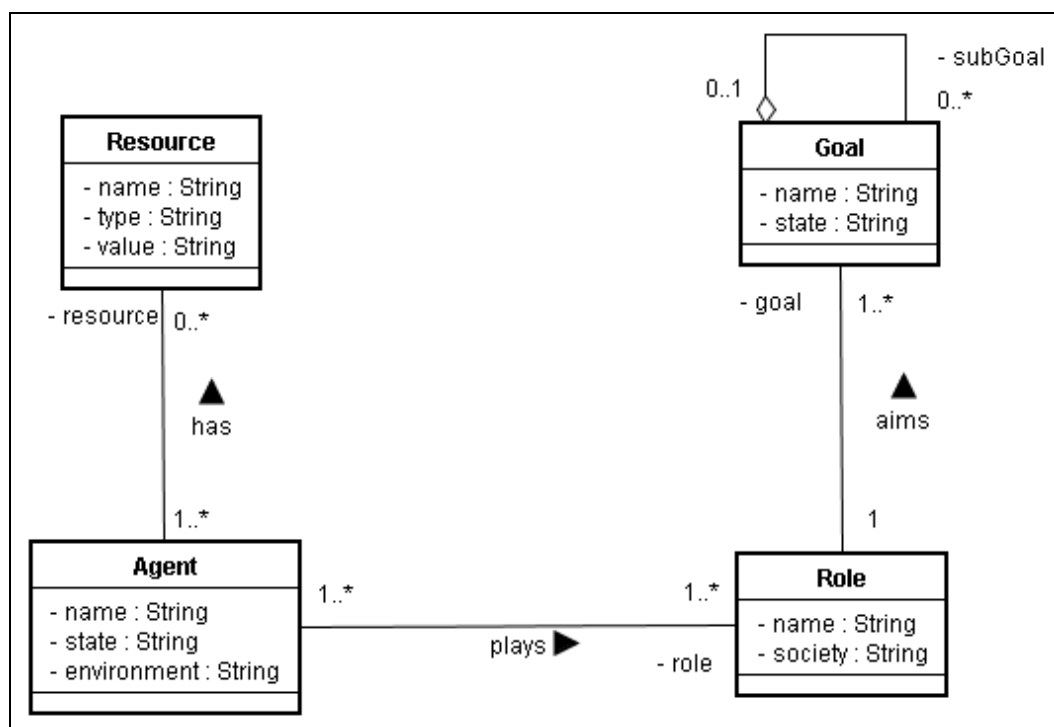 - subGoal
0..1
0..*
Resource
- name : String
- type : String
- value : String
Goal
- name : String
- state : String
- resource
0..*
- goal
1..*
has
aims
1..*
1
Agent
- name : String
- state : String
- environment : String
1..*
1..*
plays
- role
Role
- name : String
- society : String